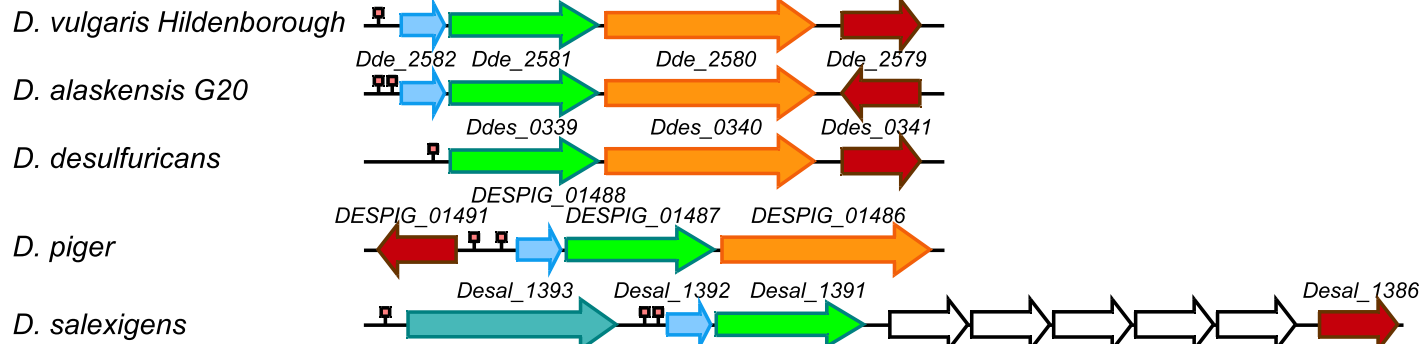 D. vulgaris Hildenborough
Dde_2582 Dde_2581 Dde_2580 Dde_2579
D. alaskensis G20
Ddes_0339 Ddes_0340 Ddes_0341
D. desulfuricans
DESPIG_01488
DESPIG_01491 DESPIG_01487 DESPIG_01486
D. piger
Desal_1393 Desal_1392 Desal_1391 Desal_1386
D. salexigens